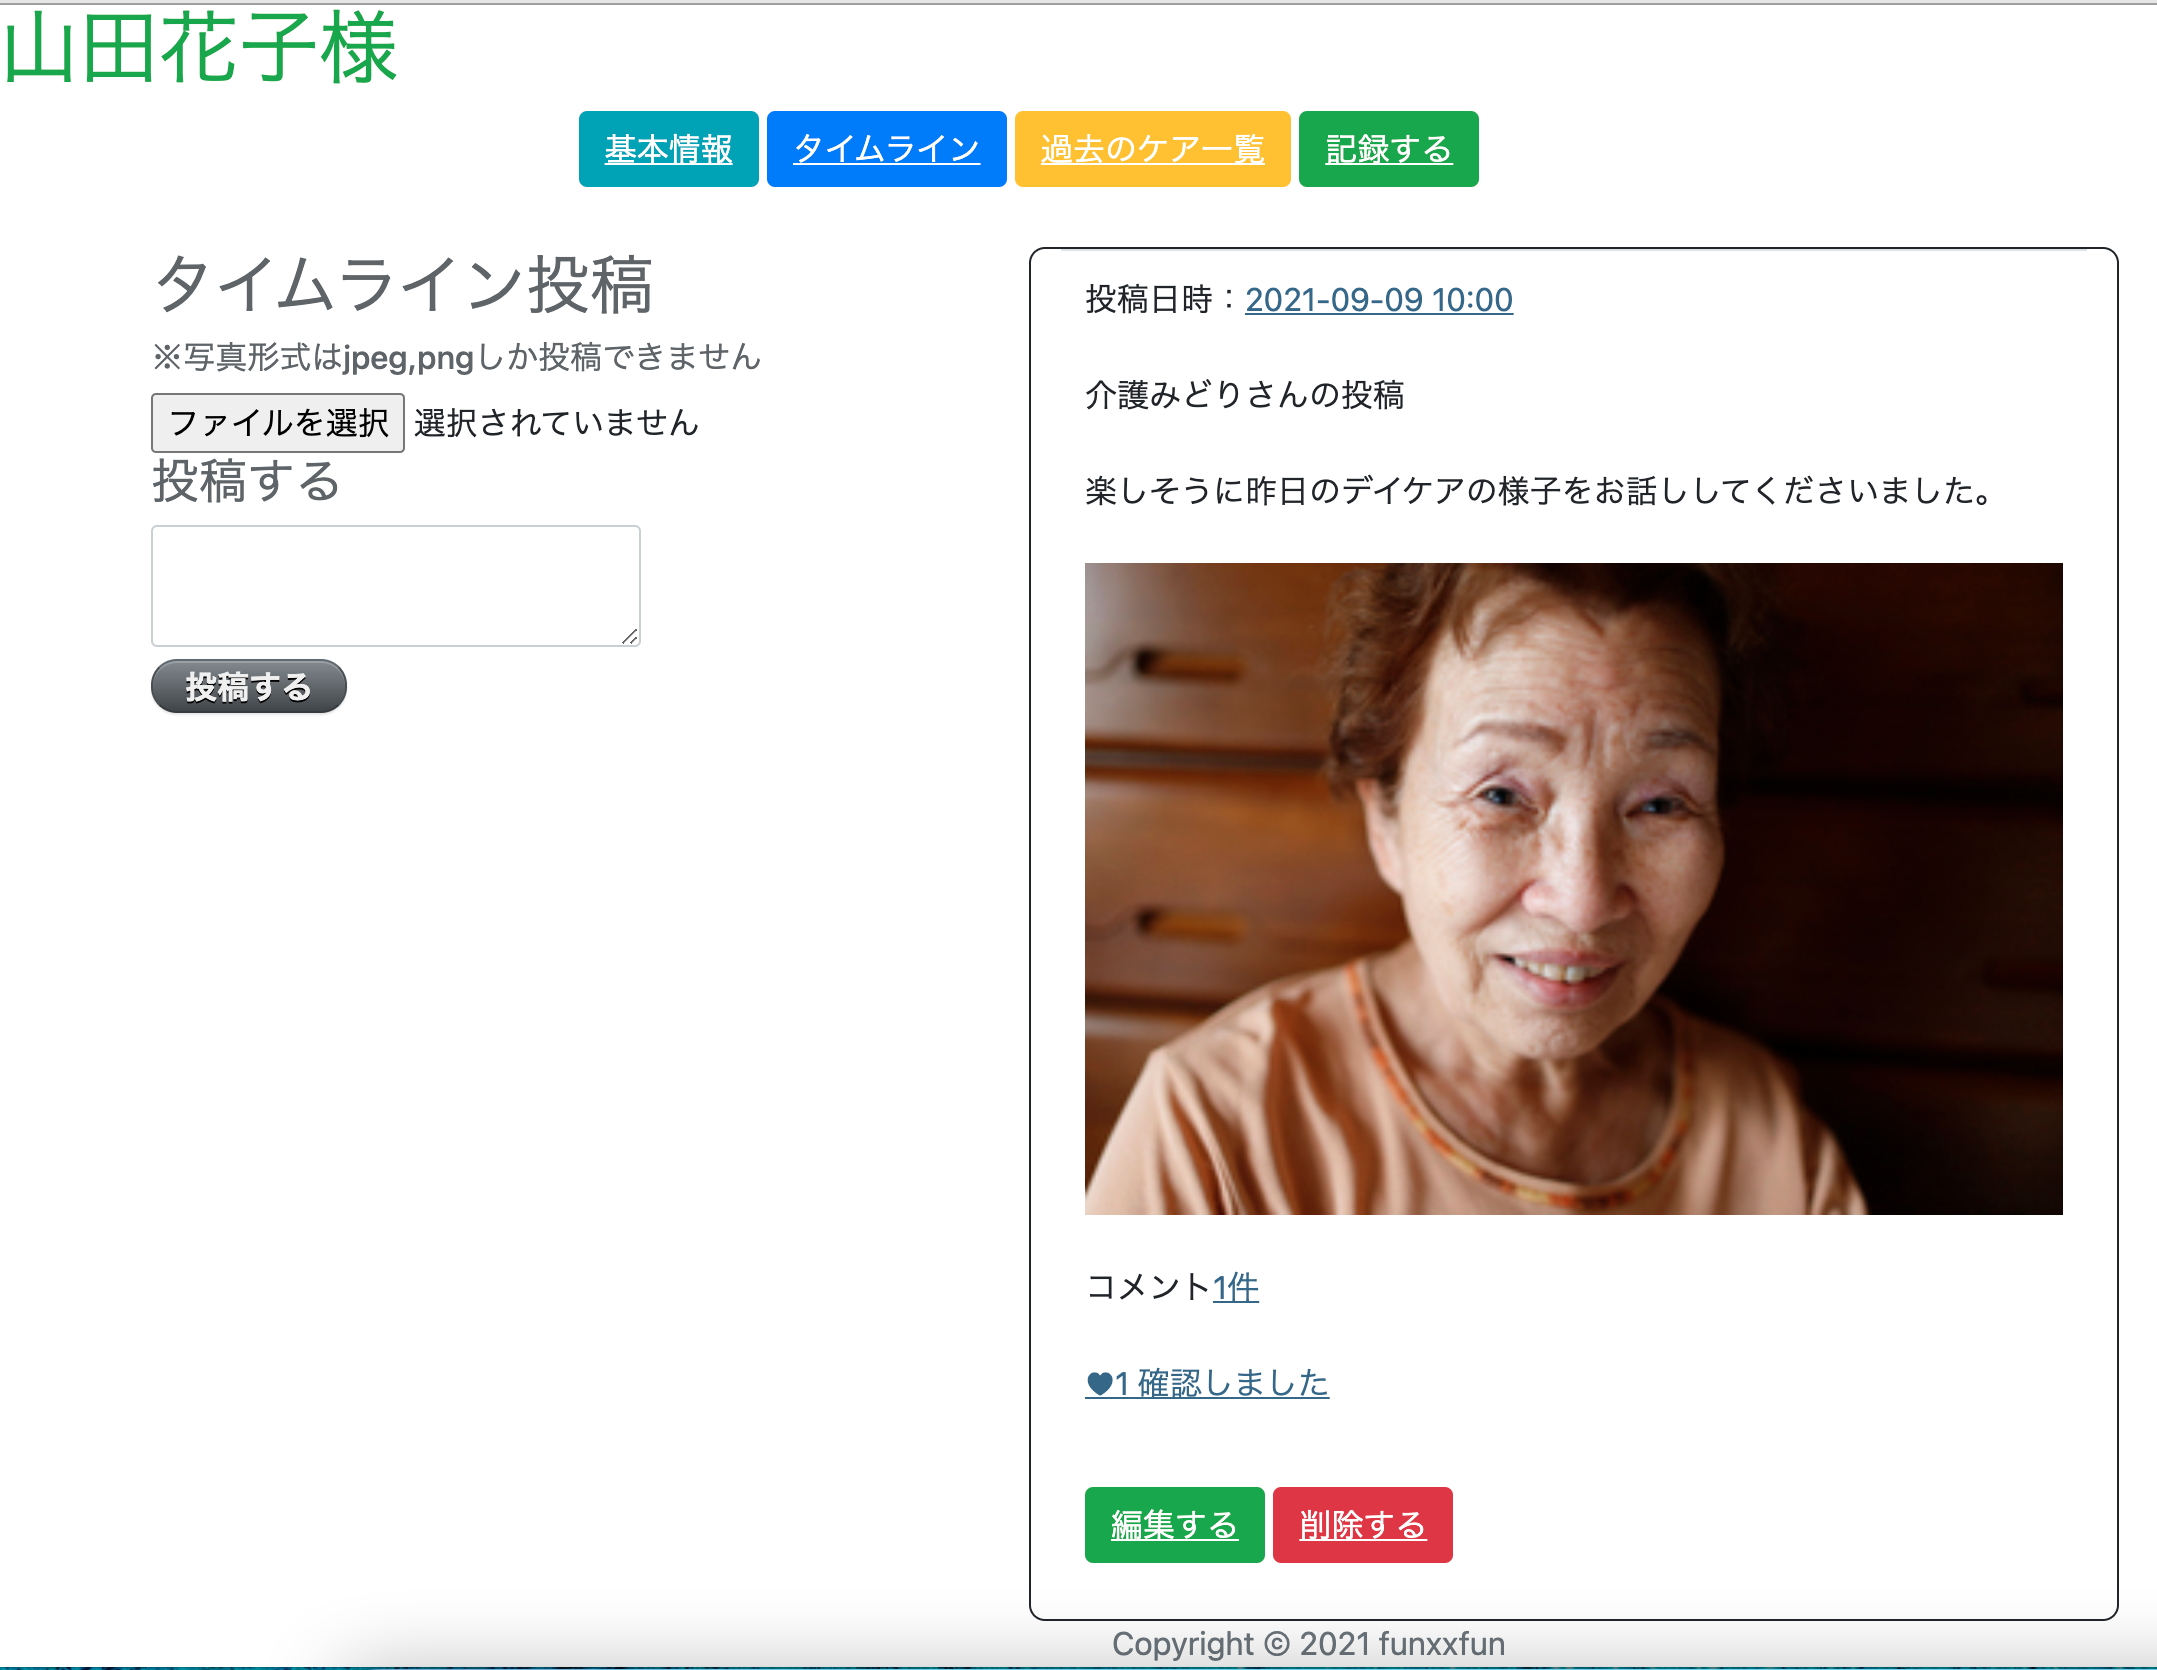 山田花子様
基本情報 タイムライン 過去のケア一覧 記録する
タイムライン投稿
※写真形式はjpeg,pngしか投稿できません
ファイルを選択 選択されていません
投稿する
投稿する
投稿日時：2021-09-09 10:00
介護みどりさんの投稿
楽しそうに昨日のデイケアの様子をお話ししてくださいました。
コメント1件
♥1 確認しました
編集する 削除する
Copyright © 2021 funxxfun